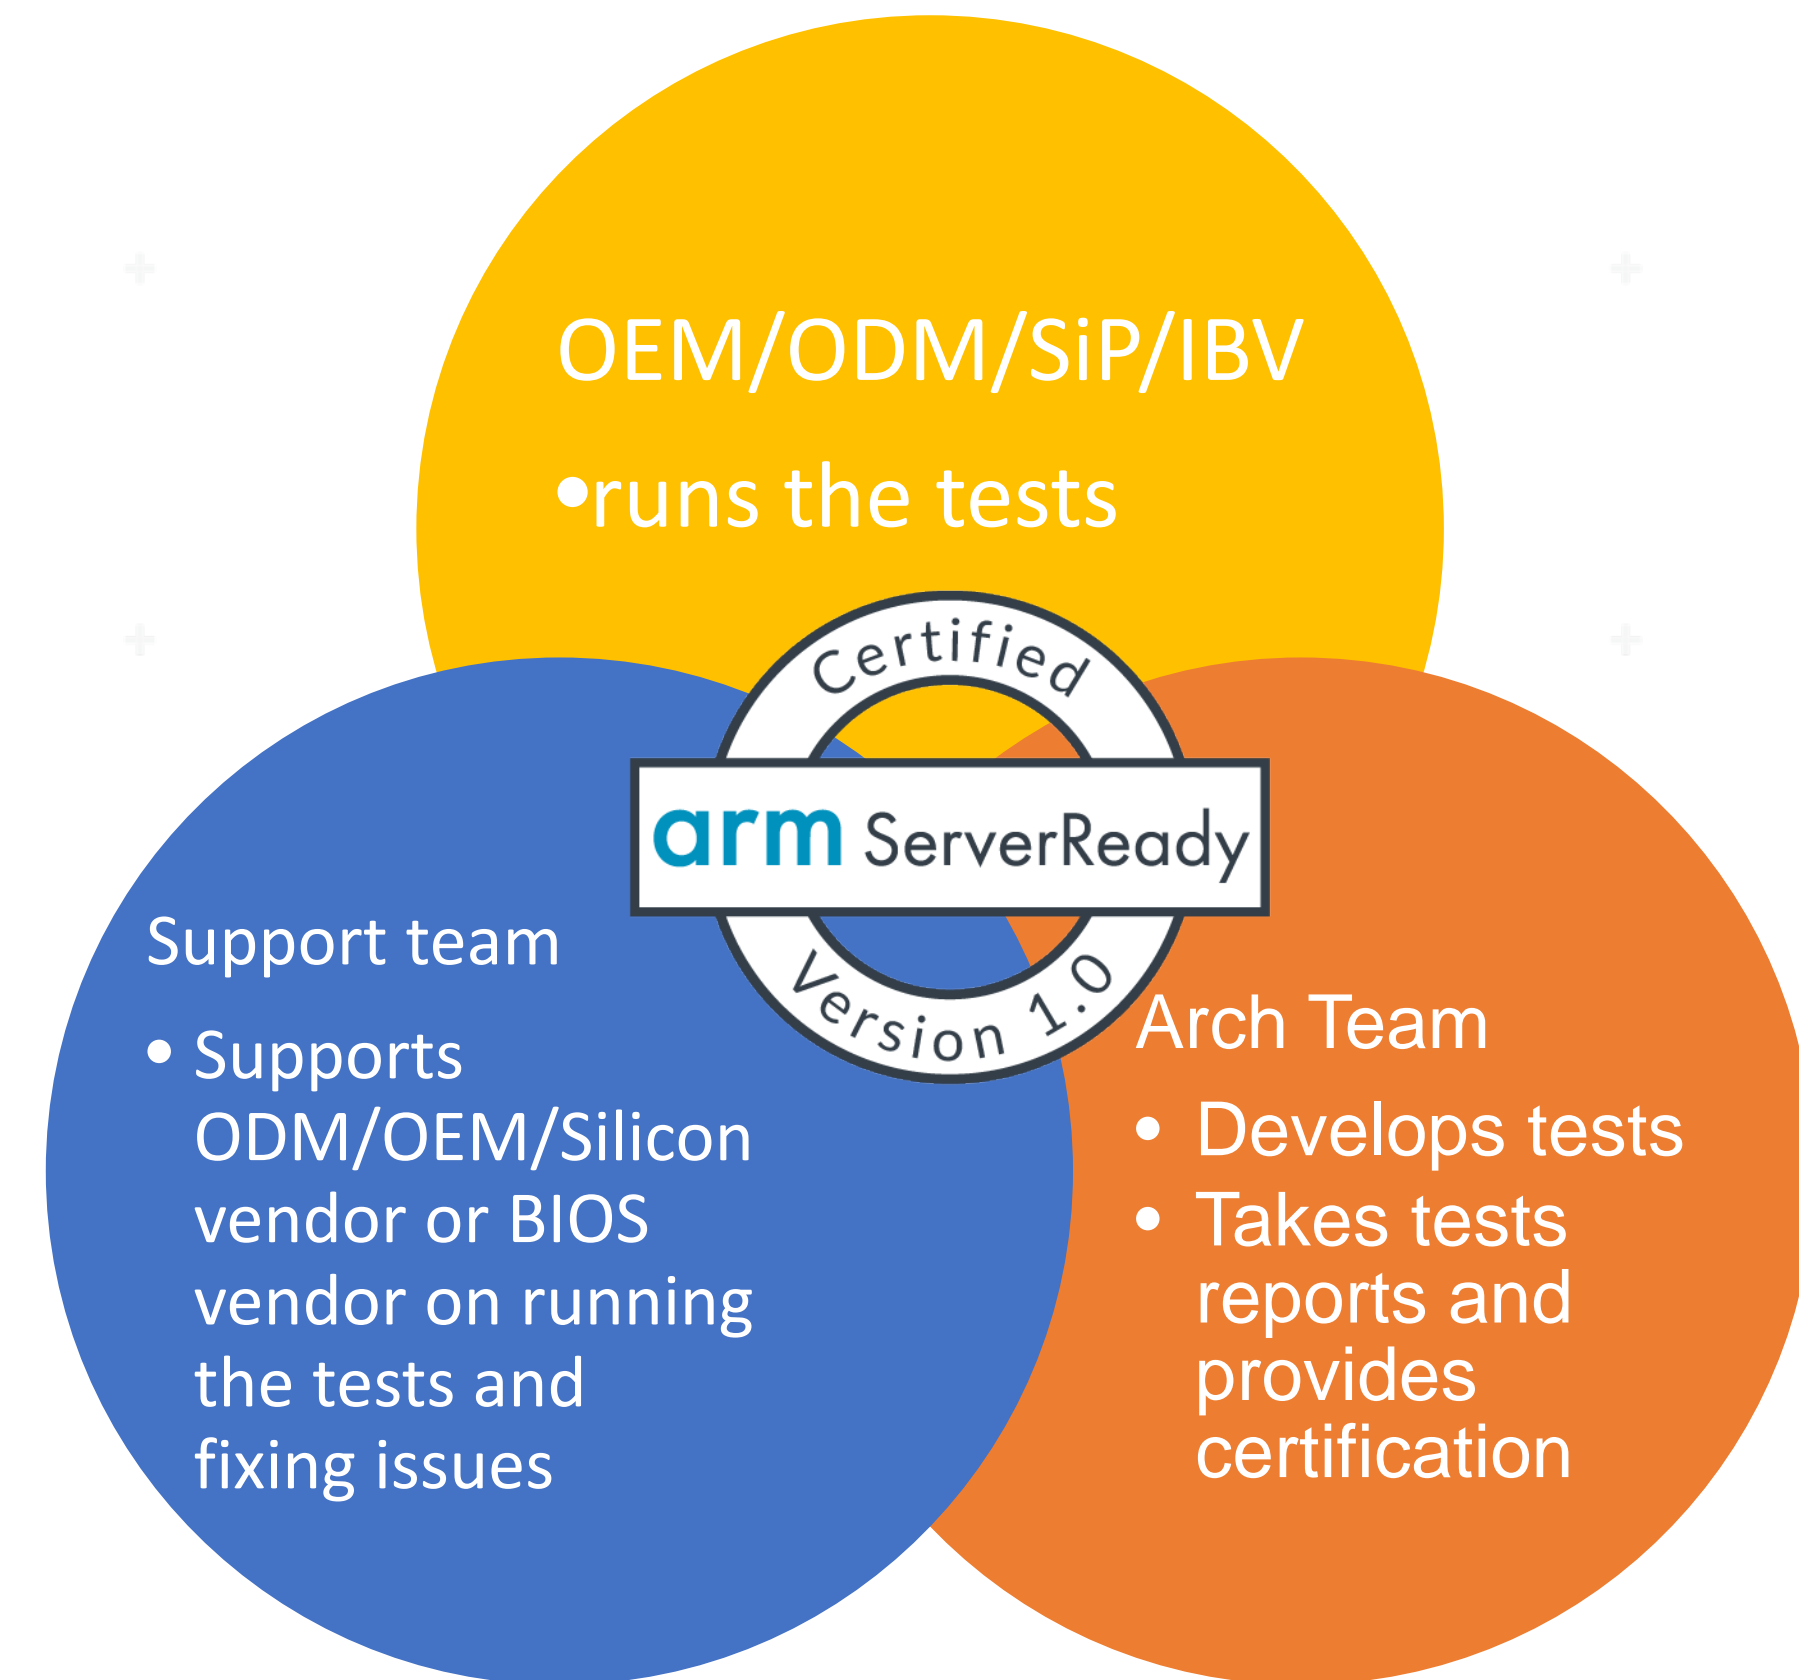 OEM/ODM/SiP/IBV
•runs the tests
Certified
arm ServerReady
Version 1.0
Support team
• Supports
ODM/OEM/Silicon
vendor or BIOS
vendor on running
the tests and
fixing issues
Arch Team
• Develops tests
• Takes tests
reports and
provides
certification